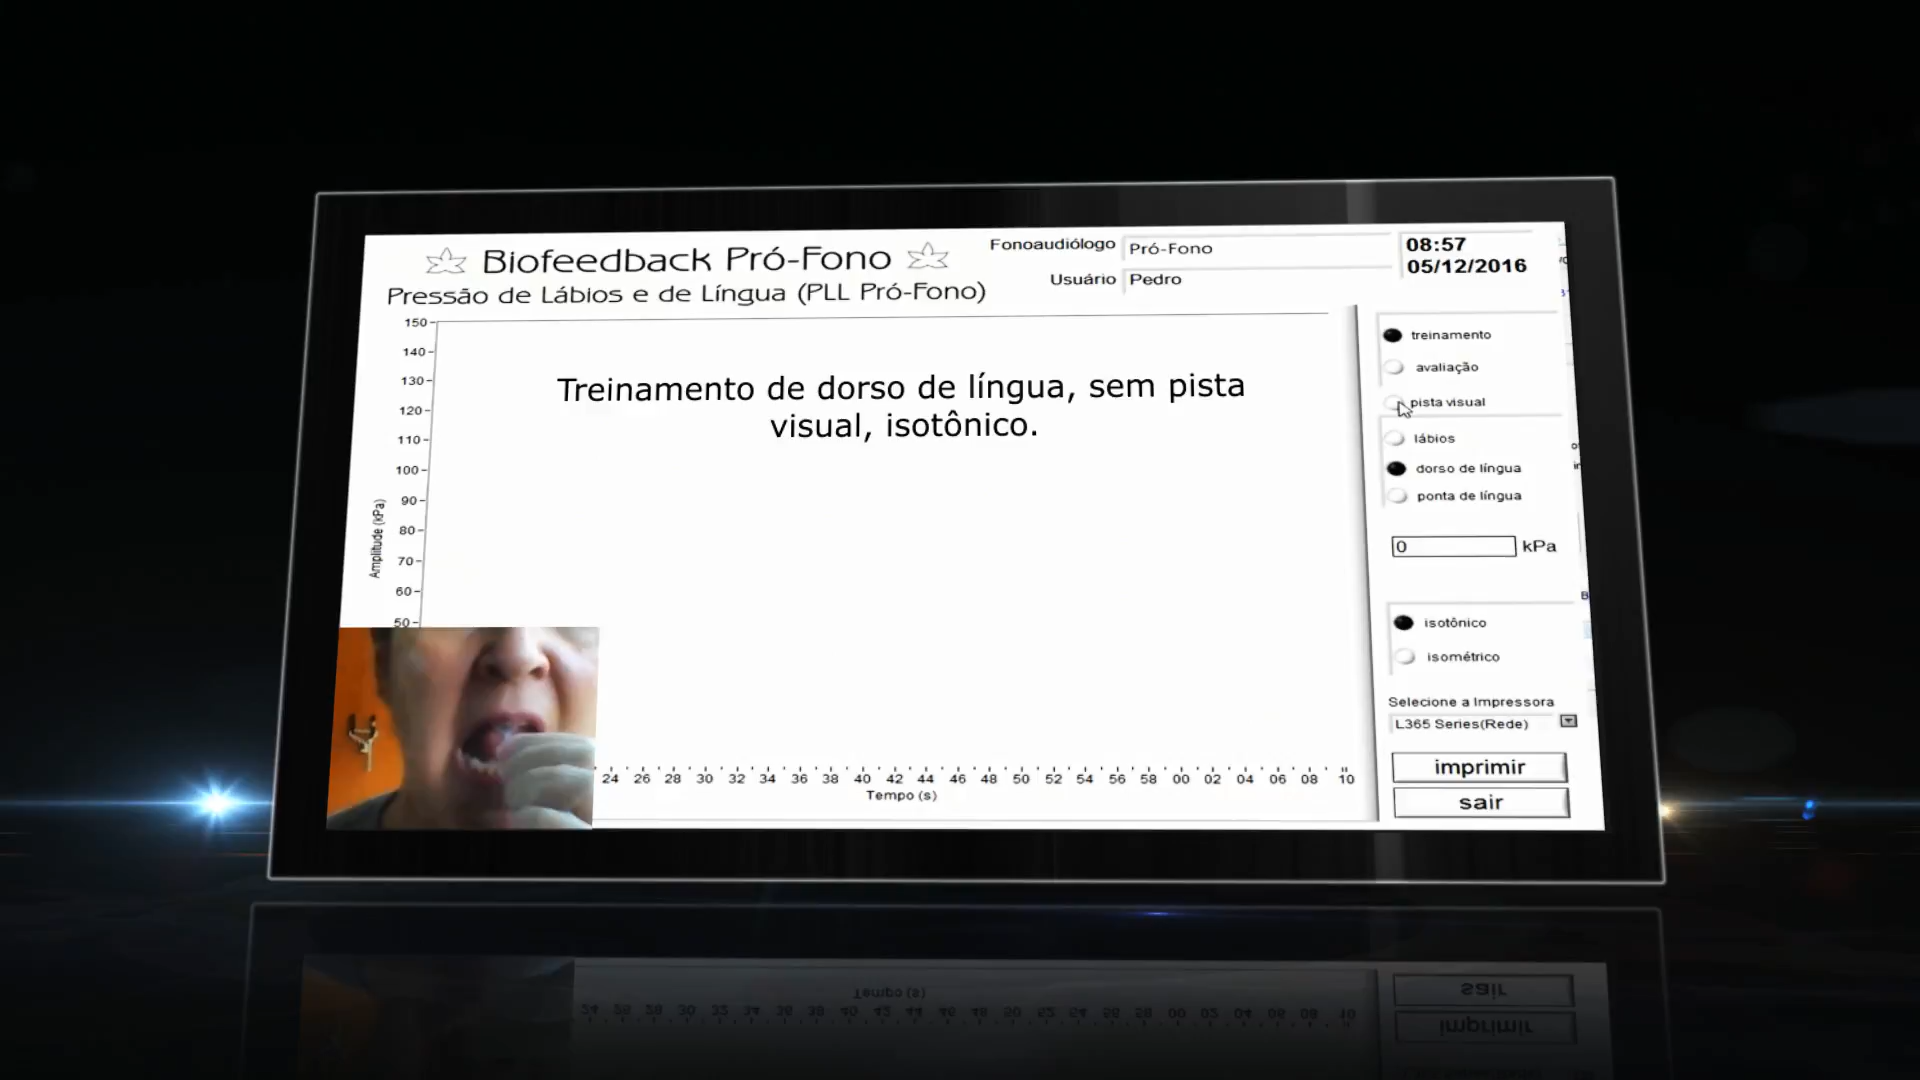 Biofeedback Pró-Fono
Pressão de Lábios e de Língua (PLL Pró-Fono)
Fonoaudiólogo
Pró-Fono
Usuário
Pedro
08:57
05/12/2016
150
140
130
120
110
100
90
80
70
60
50
Amplitude (kPa)
Treinamento de dorso de língua, sem pista
visual, isotônico.
treinamento
avaliação
pista visual
lábios
dorso de língua
ponta de língua
0 kPa
isotônico
isométrico
Selecione a Impressora
L365 Series(Rede)
imprimir
sair
24 26 28 30 32 34 36 38 40 42 44 46 48 50 52 54 56 58 00 02 04 06 08 10
Tempo (s)